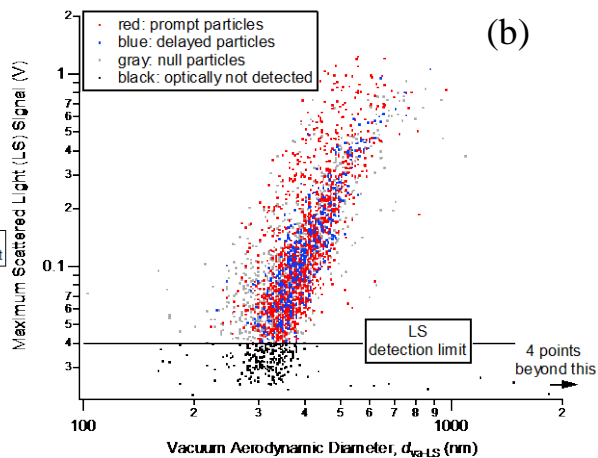 (b)
red: prompt particles
blue: delayed particles
gray: null particles
black: optically not detected
Maximum Scattered Light (LS) Signal (V)
1
7
6
5
4
3
2
0.1
7
6
5
4
3
t
LS
detection limit
4 points
beyond this
100
2
3
4
5
6
7
8
9
1000
2
Vacuum Aerodynamic Diameter, dva-LS (nm)